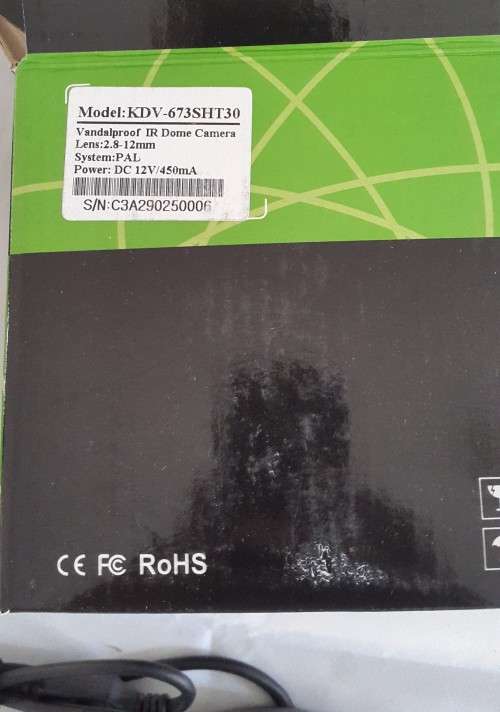 Model:KDV-673SHT30
Vandalproof IR Dome Camera
Lens:2.8-12mm
System:PAL
Power: DC 12V/450mA
S/N:C3A290250006
CE FC RoHS